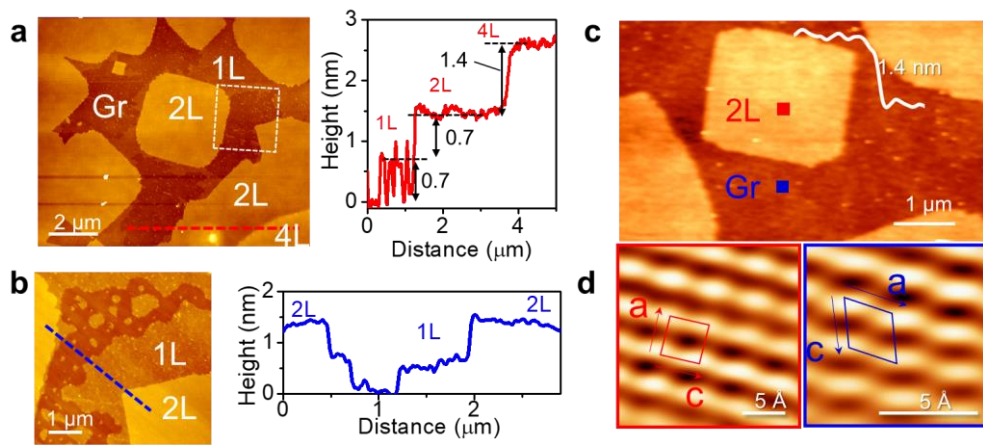 a
1L
Gr
2L
2L
4L
2 μm
Height (nm)
3
2
1
0
4L
1.4
2L
1L
0.7
0.7
0
2
4
Distance (μm)
c
1.4 nm
2L
Gr
1 μm
b
1L
2L
1 μm
Height (nm)
2
1
0
2L
2L
1L
0
1
2
Distance (μm)
d
a
c
5 Å
a
c
5 Å